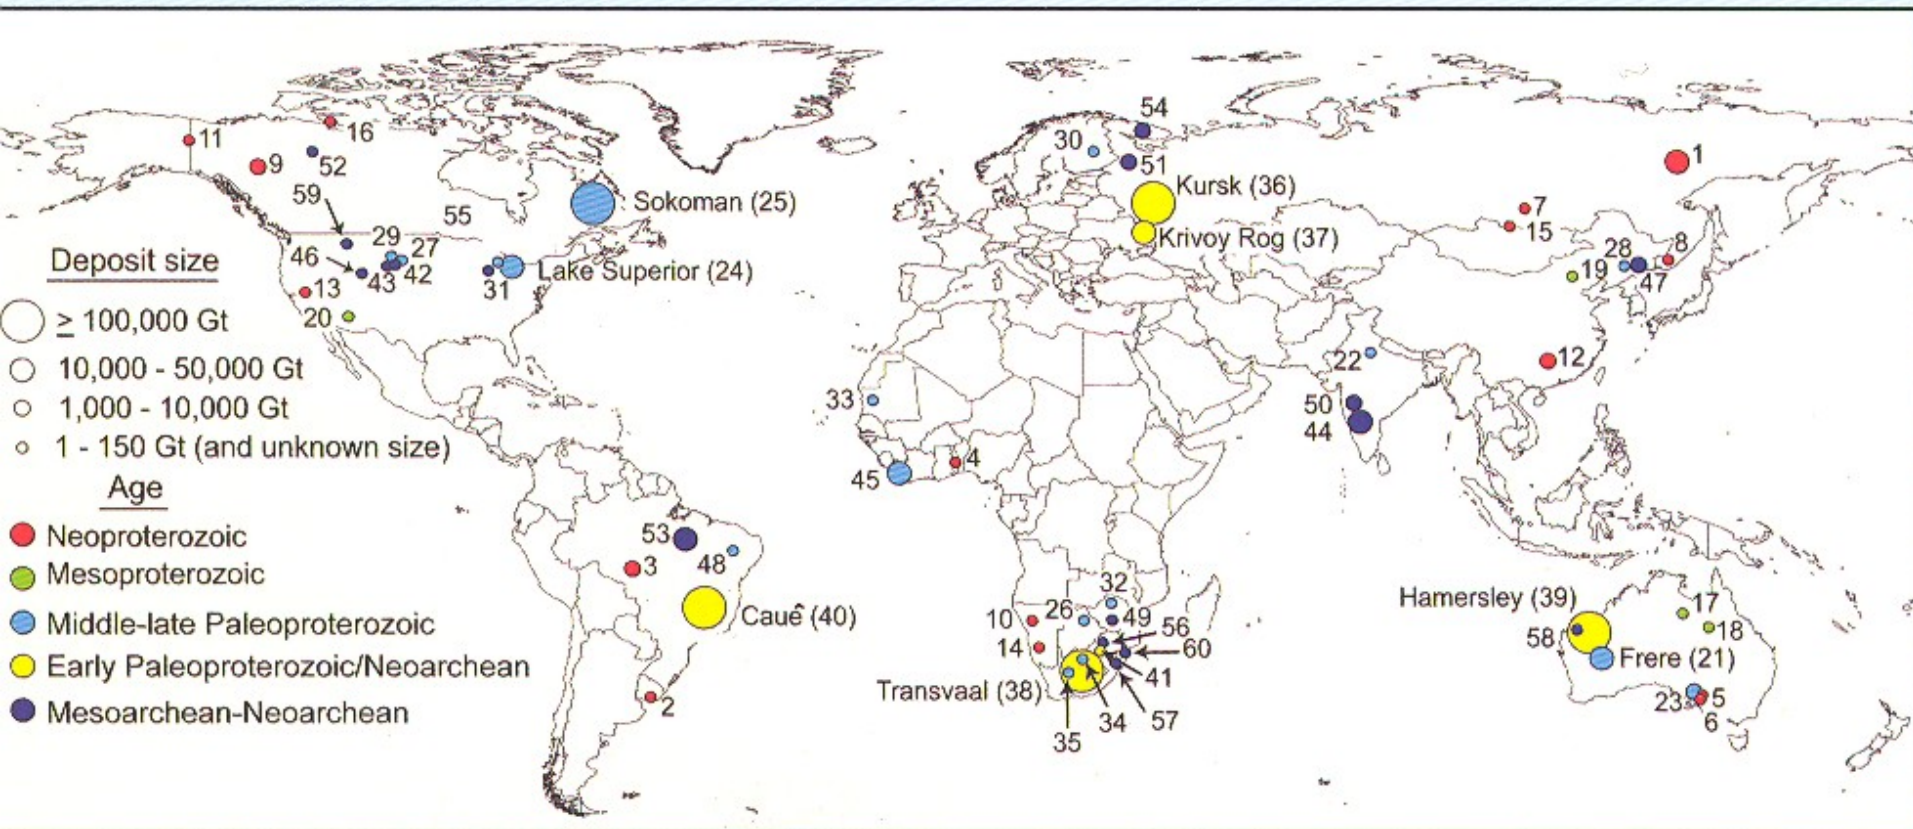 54
11
16
30
9
52
51
1
59
Kursk (36)
Sokoman (25)
7
55
15
29
27
Krivoy Rog (37)
28
8
Deposit size
46
42
Lake Superior (24)
19
43
31
47
13
20
≥ 100,000 Gt
22
12
10,000 - 50,000 Gt
33
50
1,000 - 10,000 Gt
44
1 - 150 Gt (and unknown size)
4
45
Age
Neoproterozoic
53
48
3
Mesoproterozoic
32
Hamersley (39)
17
Middle-late Paleoproterozoic
Cauê (40)
10
26
49
56
58
18
14
60
Frere (21)
Early Paleoproterozoic/Neoarchean
41
Transvaal (38)
Mesoarchean-Neoarchean
2
34
57
23
5
6
35